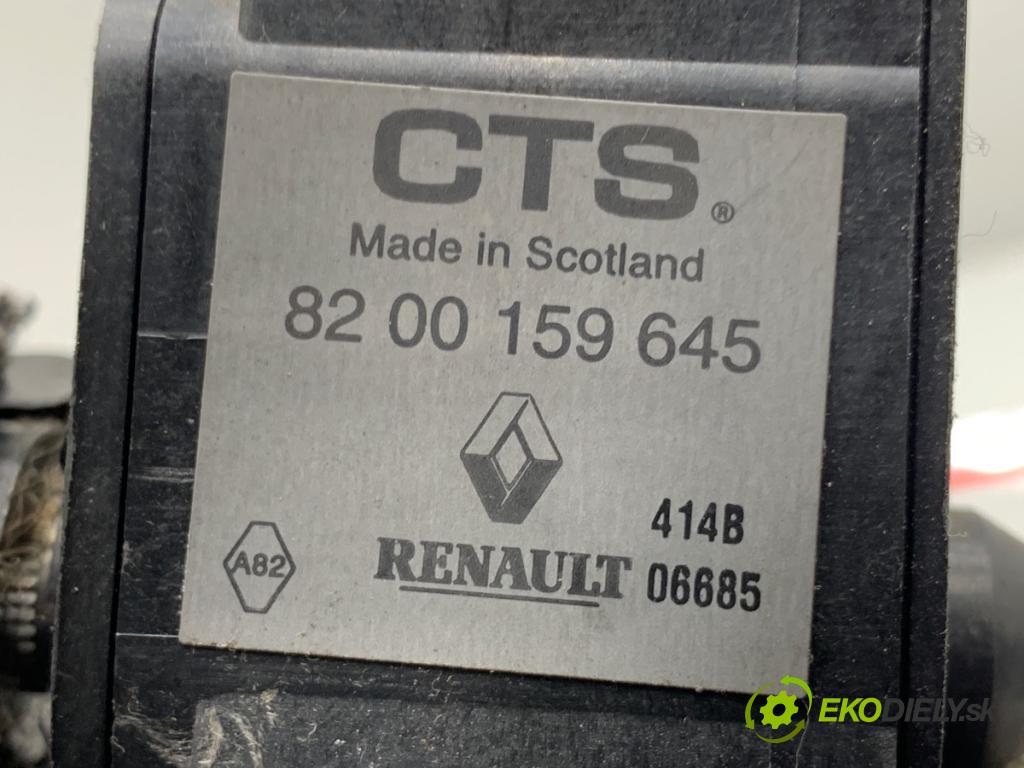 CTS®
Made in Scotland
82 00 159 645
414B
A82
RENAULT 06685
EKODIELY.sk